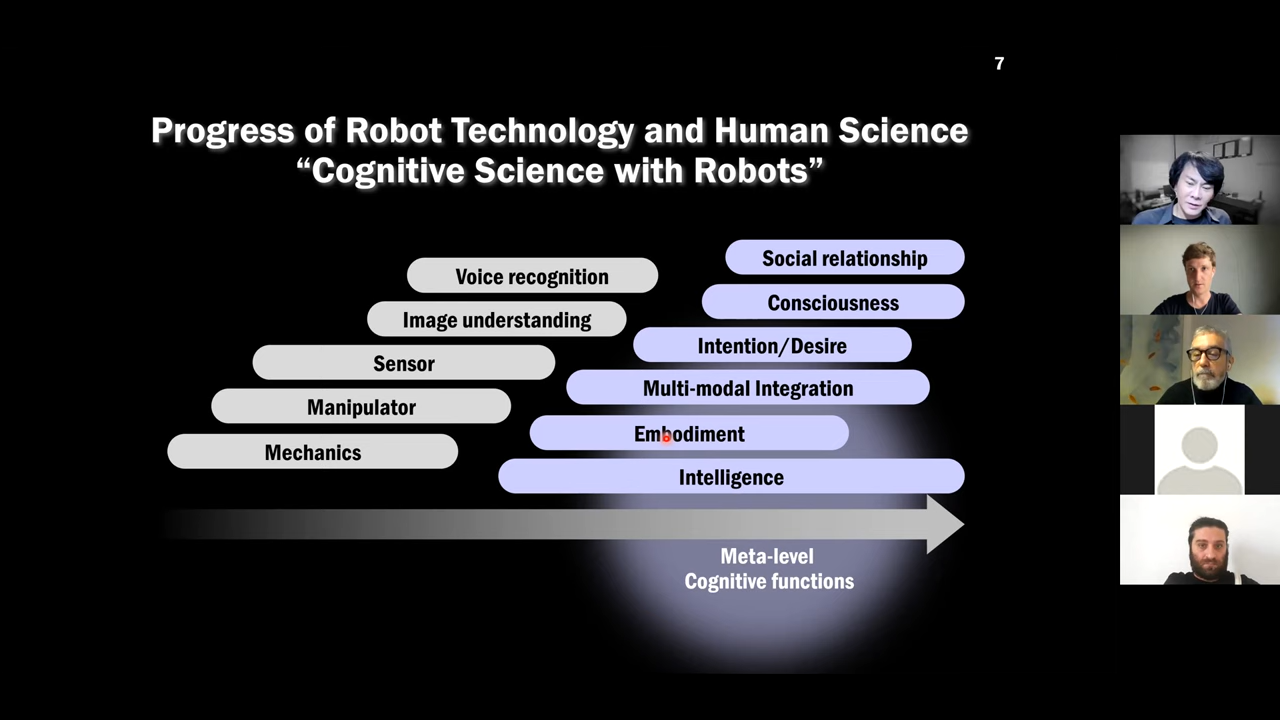 7
Progress of Robot Technology and Human Science
“Cognitive Science with Robots”
Social relationship
Voice recognition
Consciousness
Image understanding
Intention/Desire
Sensor
Multi-modal Integration
Manipulator
Embodiment
Mechanics
Intelligence
Meta-level
Cognitive functions